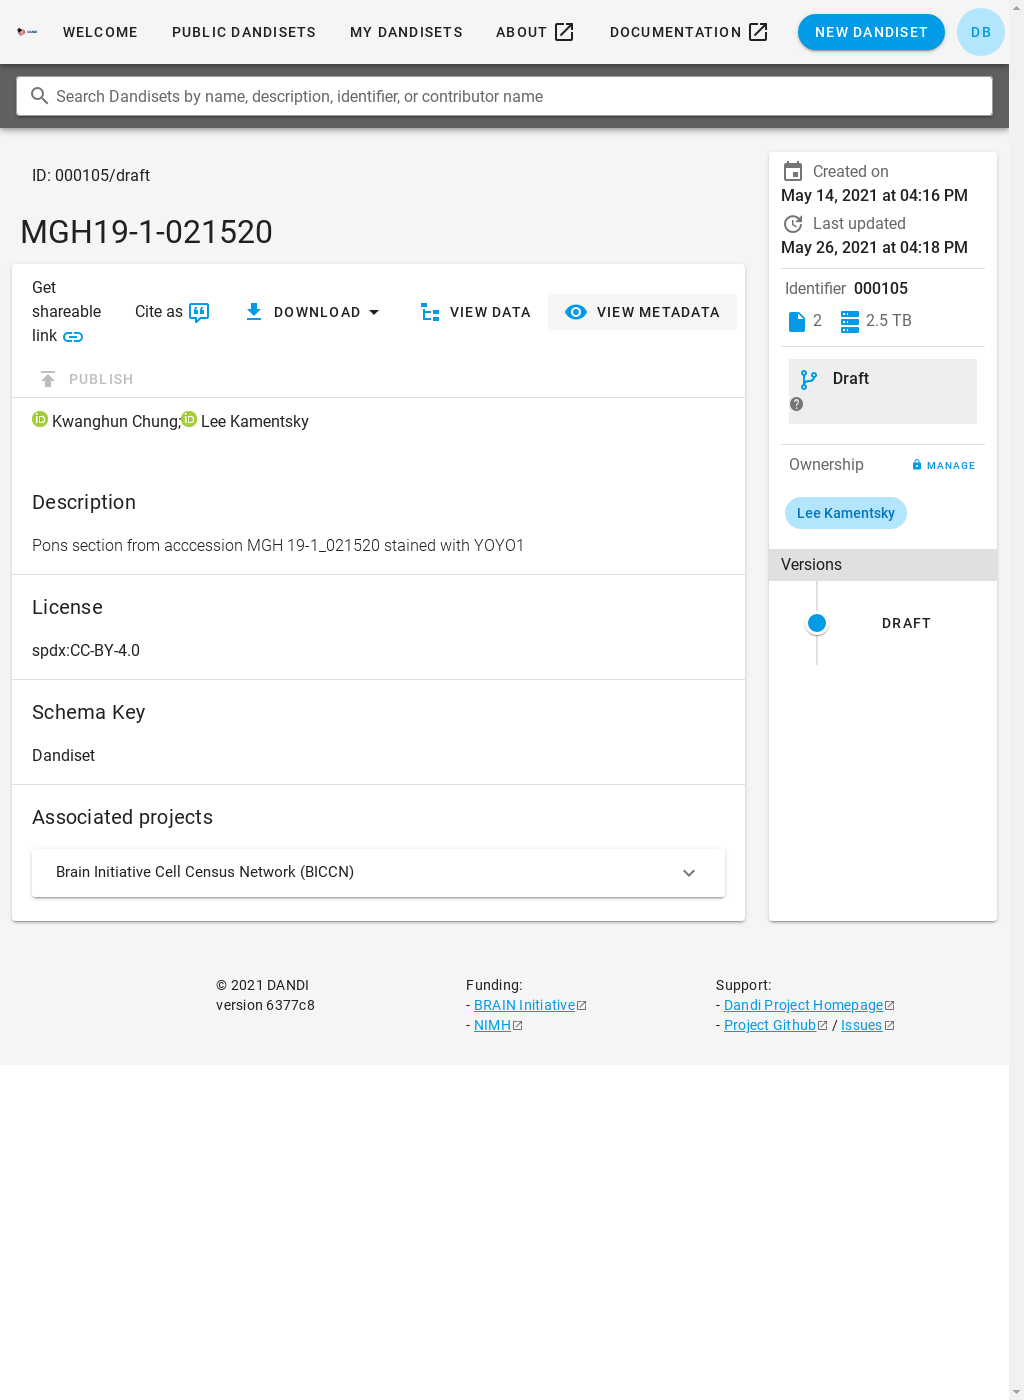 WELCOME PUBLIC DANDISETS MY DANDISETS ABOUT DOCUMENTATION NEW DANDISET DB
Search Dandisets by name, description, identifier, or contributor name
ID: 000105/draft
MGH19-1-021520
Get shareable link
Cite as
DOWNLOAD
VIEW DATA
VIEW METADATA
PUBLISH
iD Kwanghun Chung; iD Lee Kamentsky
Description
Pons section from acccession MGH 19-1_021520 stained with YOYO1
License
spdx:CC-BY-4.0
Schema Key
Dandiset
Associated projects
Brain Initiative Cell Census Network (BICCN)
Created on
May 14, 2021 at 04:16 PM
Last updated
May 26, 2021 at 04:18 PM
Identifier 000105
2 2.5 TB
Draft
?
Ownership MANAGE
Lee Kamentsky
Versions
DRAFT
© 2021 DANDI
version 6377c8
Funding:
- BRAIN Initiative
- NIMH
Support:
- Dandi Project Homepage
- Project Github / Issues